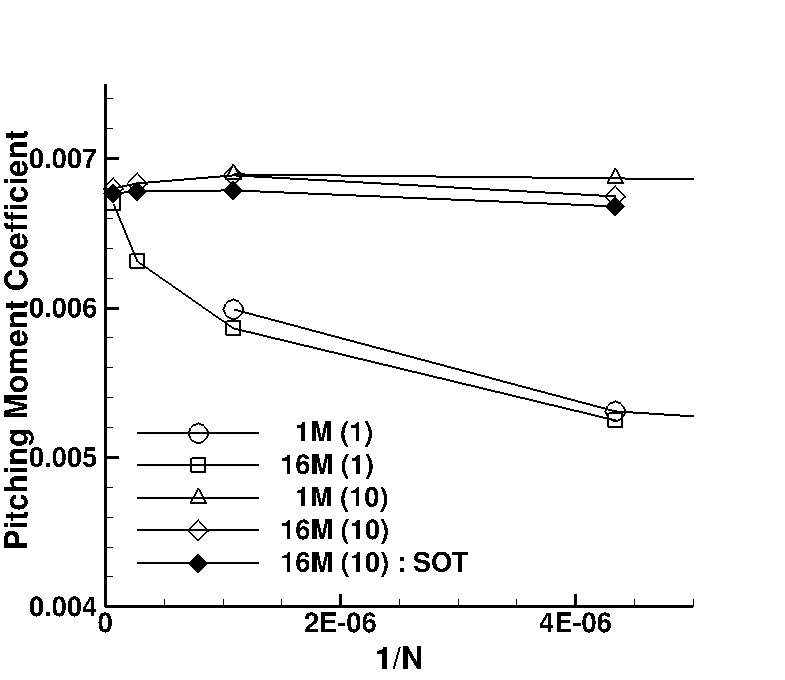 Pitching Moment Coefficient
0.007
0.006
0.005
0.004
1M (1)
16M (1)
1M (10)
16M (10)
16M (10) : SOT
0
2E-06
4E-06
1/N